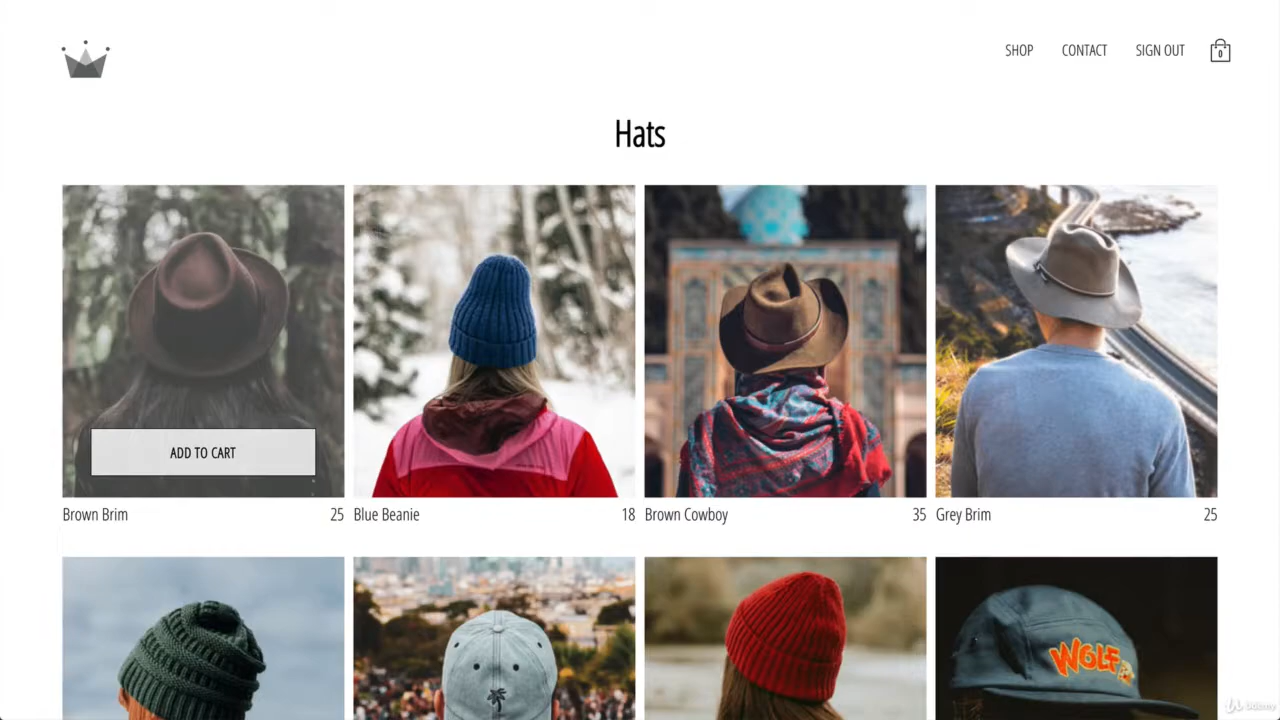 SHOP CONTACT SIGN OUT 0
Hats
ADD TO CART
Brown Brim 25 Blue Beanie 18 Brown Cowboy 35 Grey Brim 25
WOLF
Udemy